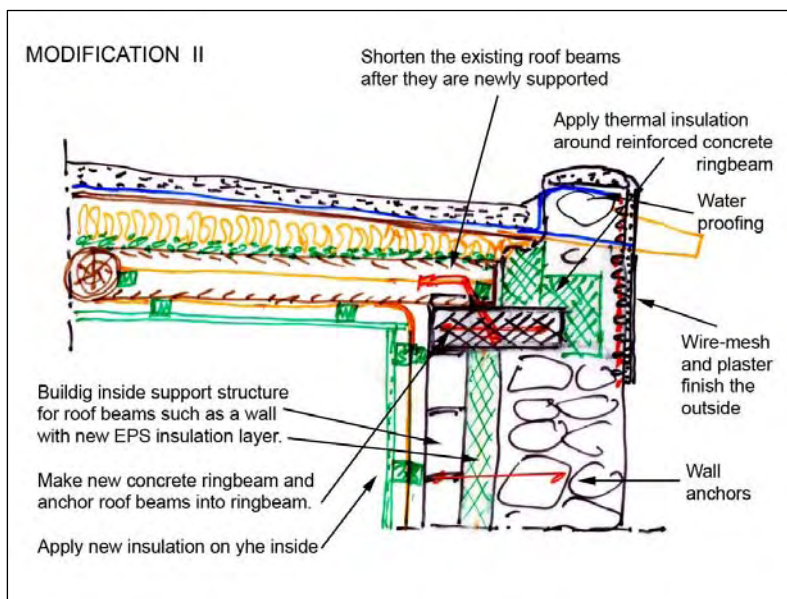 MODIFICATION II
Shorten the existing roof beams
after they are newly supported
Apply thermal insulation
around reinforced concrete
ringbeam
Water
proofing
Wire-mesh
and plaster
finish the
outside
Buildig inside support structure
for roof beams such as a wall
with new EPS insulation layer.
Make new concrete ringbeam and
anchor roof beams into ringbeam.
Wall
anchors
Apply new insulation on yhe inside